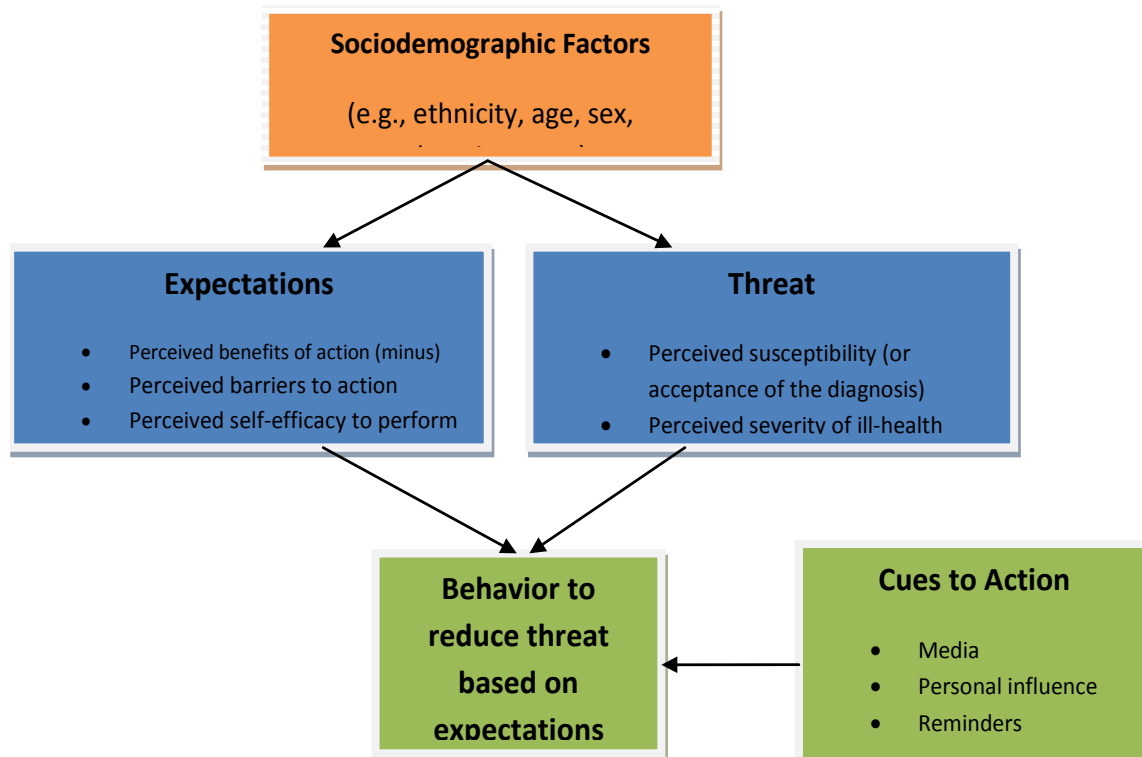 Sociodemographic Factors
(e.g., ethnicity, age, sex,
Expectations
• Perceived benefits of action (minus)
• Perceived barriers to action
• Perceived self-efficacy to perform
Threat
• Perceived susceptibility (or
acceptance of the diagnosis)
• Perceived severity of ill-health
Behavior to
reduce threat
based on
expectations
Cues to Action
• Media
• Personal influence
• Reminders